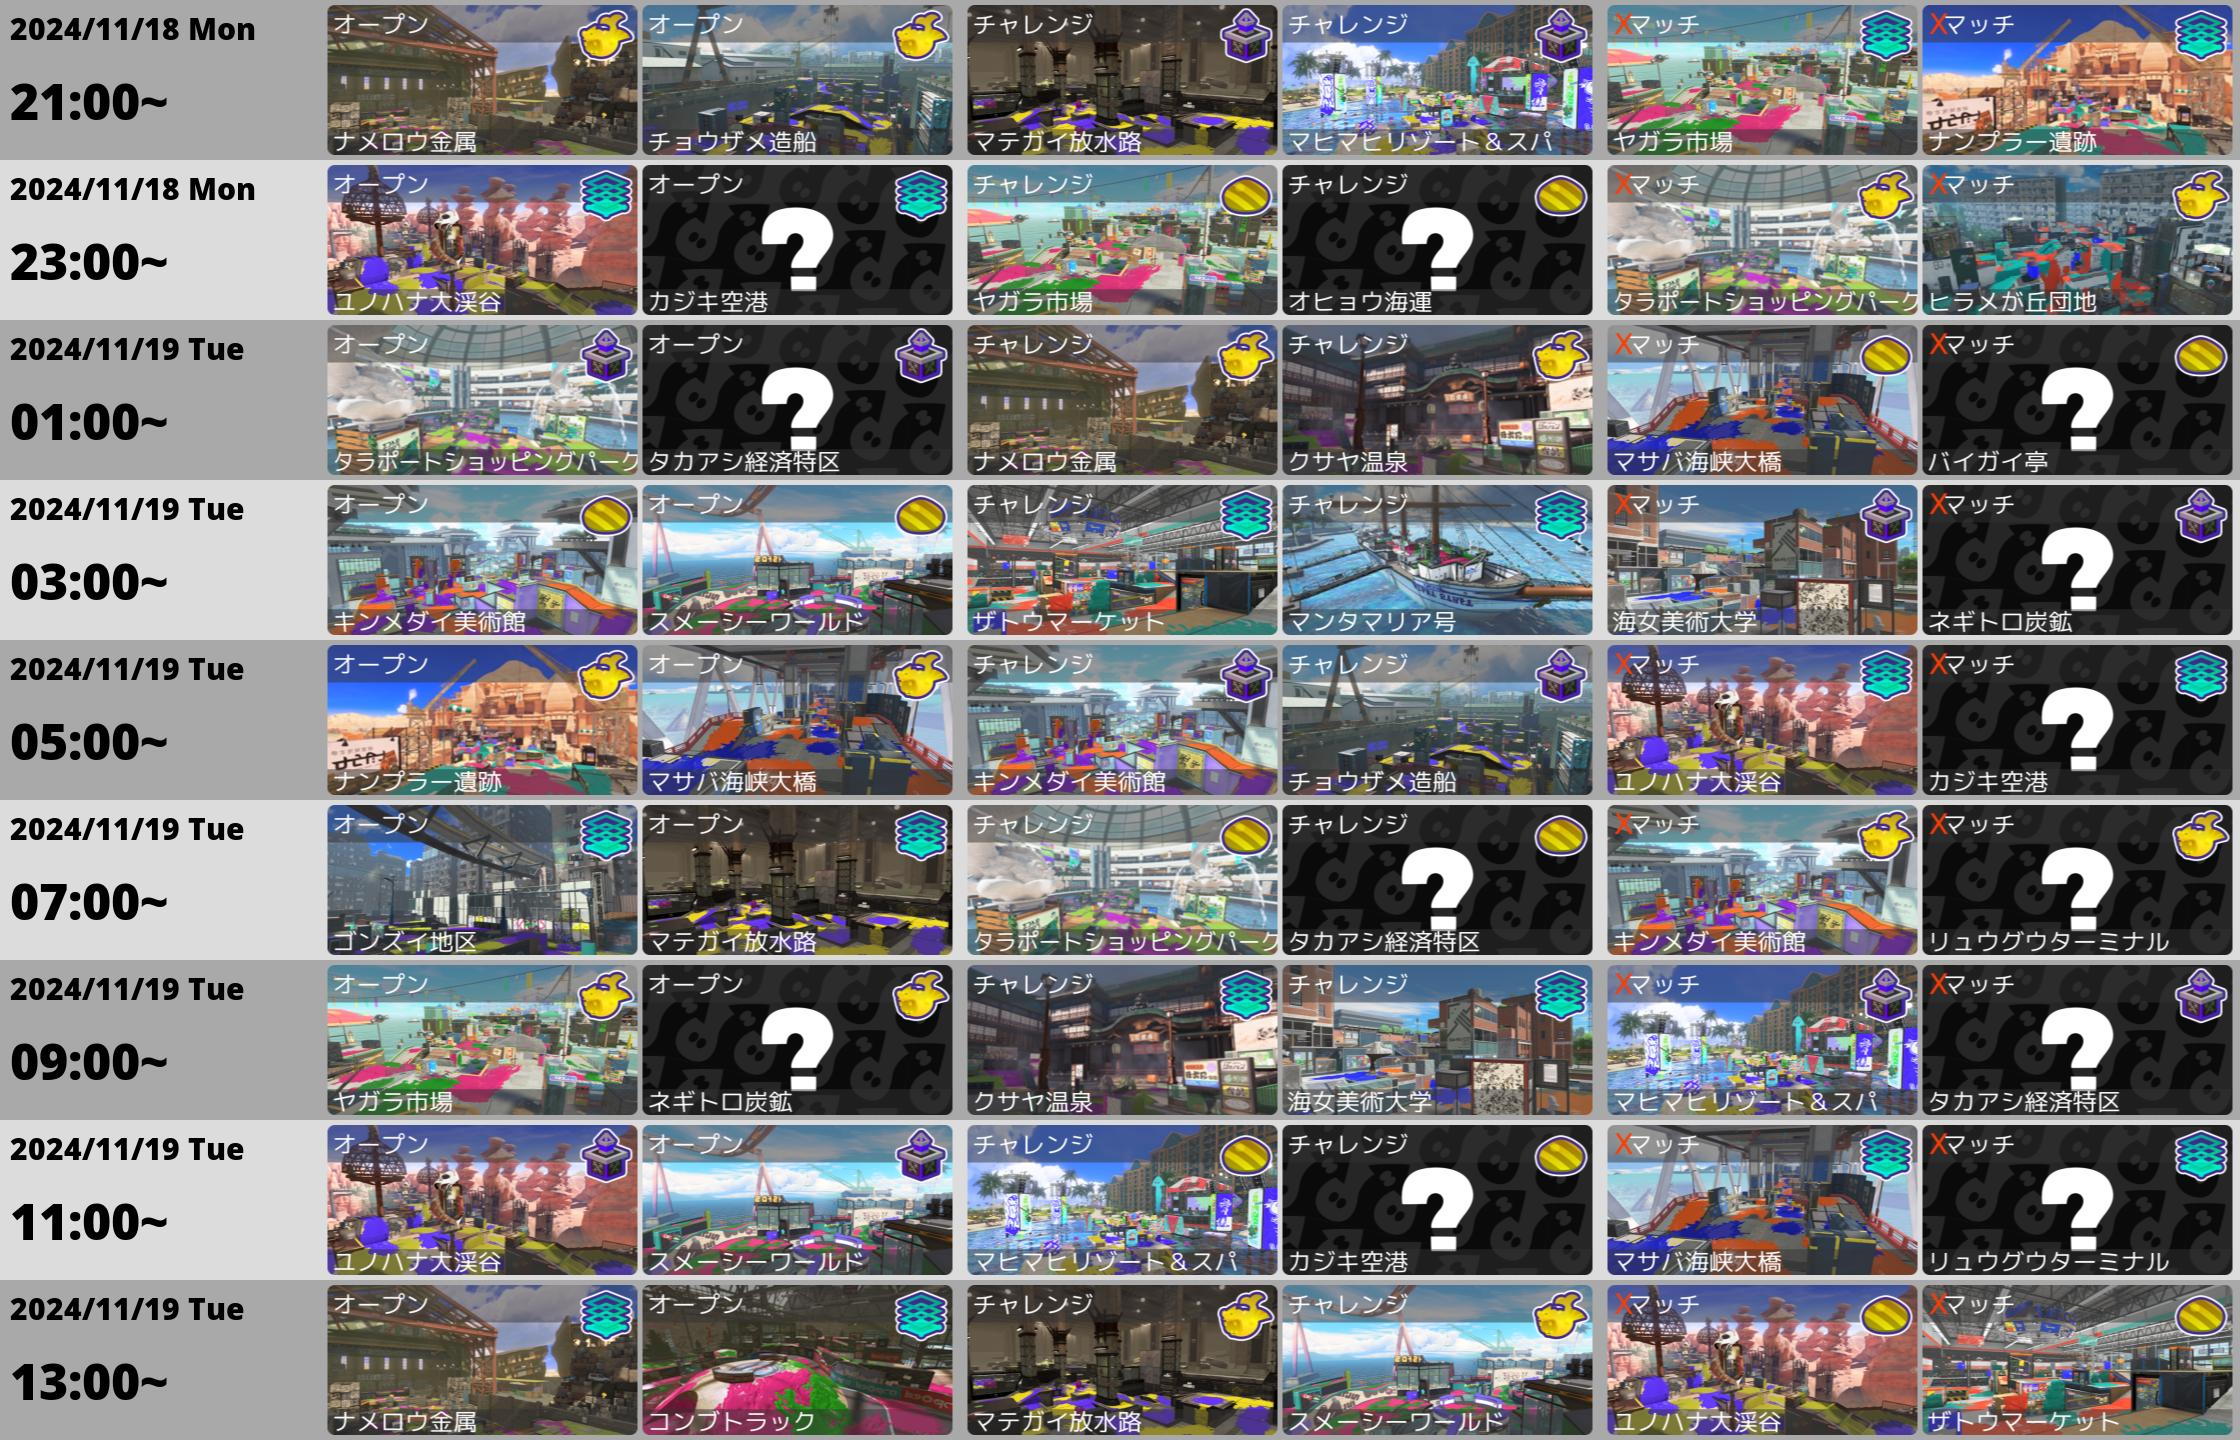 2024/11/18 Mon
21:00~
オープン
ナメロウ金属
オープン
チョウザメ造船
チャレンジ
マテガイ放水路
チャレンジ
マヒマヒリゾート＆スパ
Xマッチ
ヤガラ市場
Xマッチ
ナンプラー遺跡
2024/11/18 Mon
23:00~
オープン
ユノハナ大渓谷
オープン
?
カジキ空港
チャレンジ
ヤガラ市場
チャレンジ
?
オヒョウ海運
Xマッチ
タラポートショッピングパーク
Xマッチ
ヒラメが丘団地
2024/11/19 Tue
01:00~
オープン
タラポートショッピングパーク
オープン
?
タカアシ経済特区
チャレンジ
ナメロウ金属
チャレンジ
クサヤ温泉
Xマッチ
マサバ海峡大橋
Xマッチ
?
バイガイ亭
2024/11/19 Tue
03:00~
オープン
キンメダイ美術館
オープン
スメーシーワールド
チャレンジ
ザトウマーケット
チャレンジ
マンタマリア号
Xマッチ
海女美術大学
Xマッチ
?
ネギトロ炭鉱
2024/11/19 Tue
05:00~
オープン
ナンプラー遺跡
オープン
マサバ海峡大橋
チャレンジ
キンメダイ美術館
チャレンジ
チョウザメ造船
Xマッチ
ユノハナ大渓谷
Xマッチ
?
カジキ空港
2024/11/19 Tue
07:00~
オープン
ゴンズイ地区
オープン
マテガイ放水路
チャレンジ
タラポートショッピングパーク
チャレンジ
?
タカアシ経済特区
Xマッチ
キンメダイ美術館
Xマッチ
?
リュウグウターミナル
2024/11/19 Tue
09:00~
オープン
ヤガラ市場
オープン
?
ネギトロ炭鉱
チャレンジ
クサヤ温泉
チャレンジ
海女美術大学
Xマッチ
マヒマヒリゾート＆スパ
Xマッチ
?
タカアシ経済特区
2024/11/19 Tue
11:00~
オープン
ユノハナ大渓谷
オープン
スメーシーワールド
チャレンジ
マヒマヒリゾート＆スパ
チャレンジ
?
カジキ空港
Xマッチ
マサバ海峡大橋
Xマッチ
?
リュウグウターミナル
2024/11/19 Tue
13:00~
オープン
ナメロウ金属
オープン
コンブトラック
チャレンジ
マテガイ放水路
チャレンジ
スメーシーワールド
Xマッチ
ユノハナ大渓谷
Xマッチ
ザトウマーケット